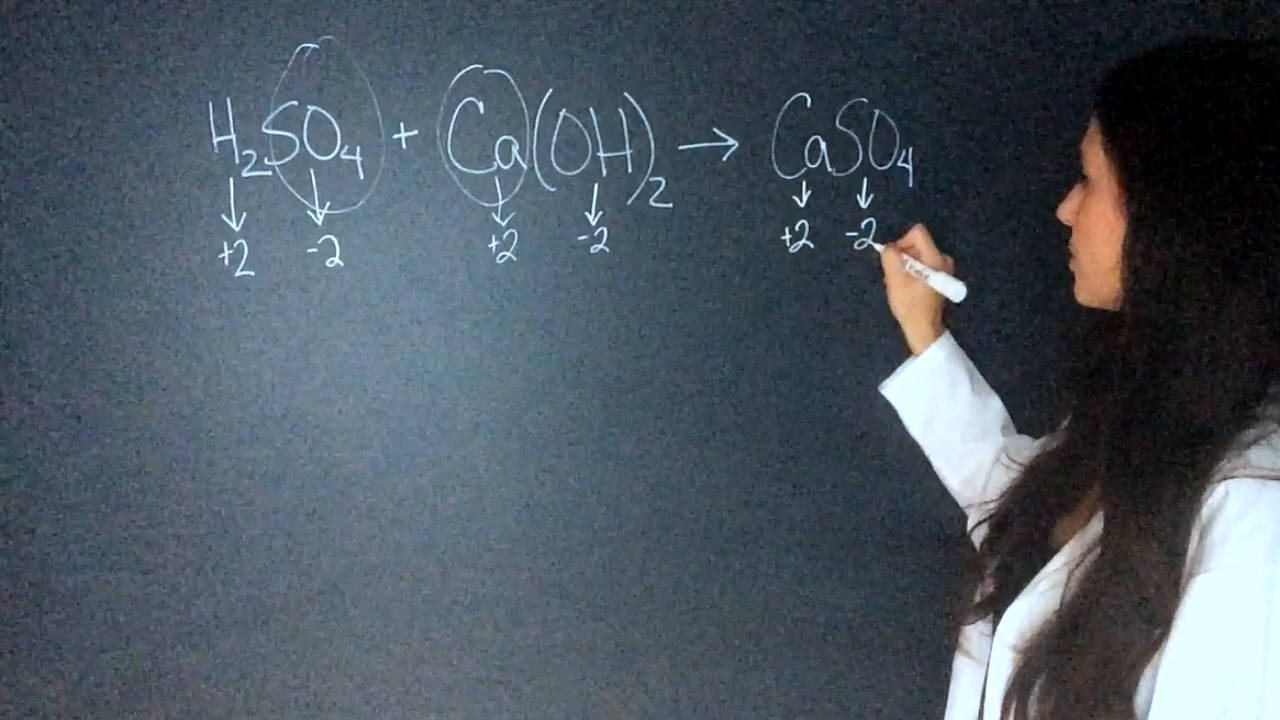 H₂SO₄ + Ca(OH)₂ → CaSO₄
↓ ↓ ↓ ↓ ↓ ↓
+2 -2 +2 -2 +2 -2